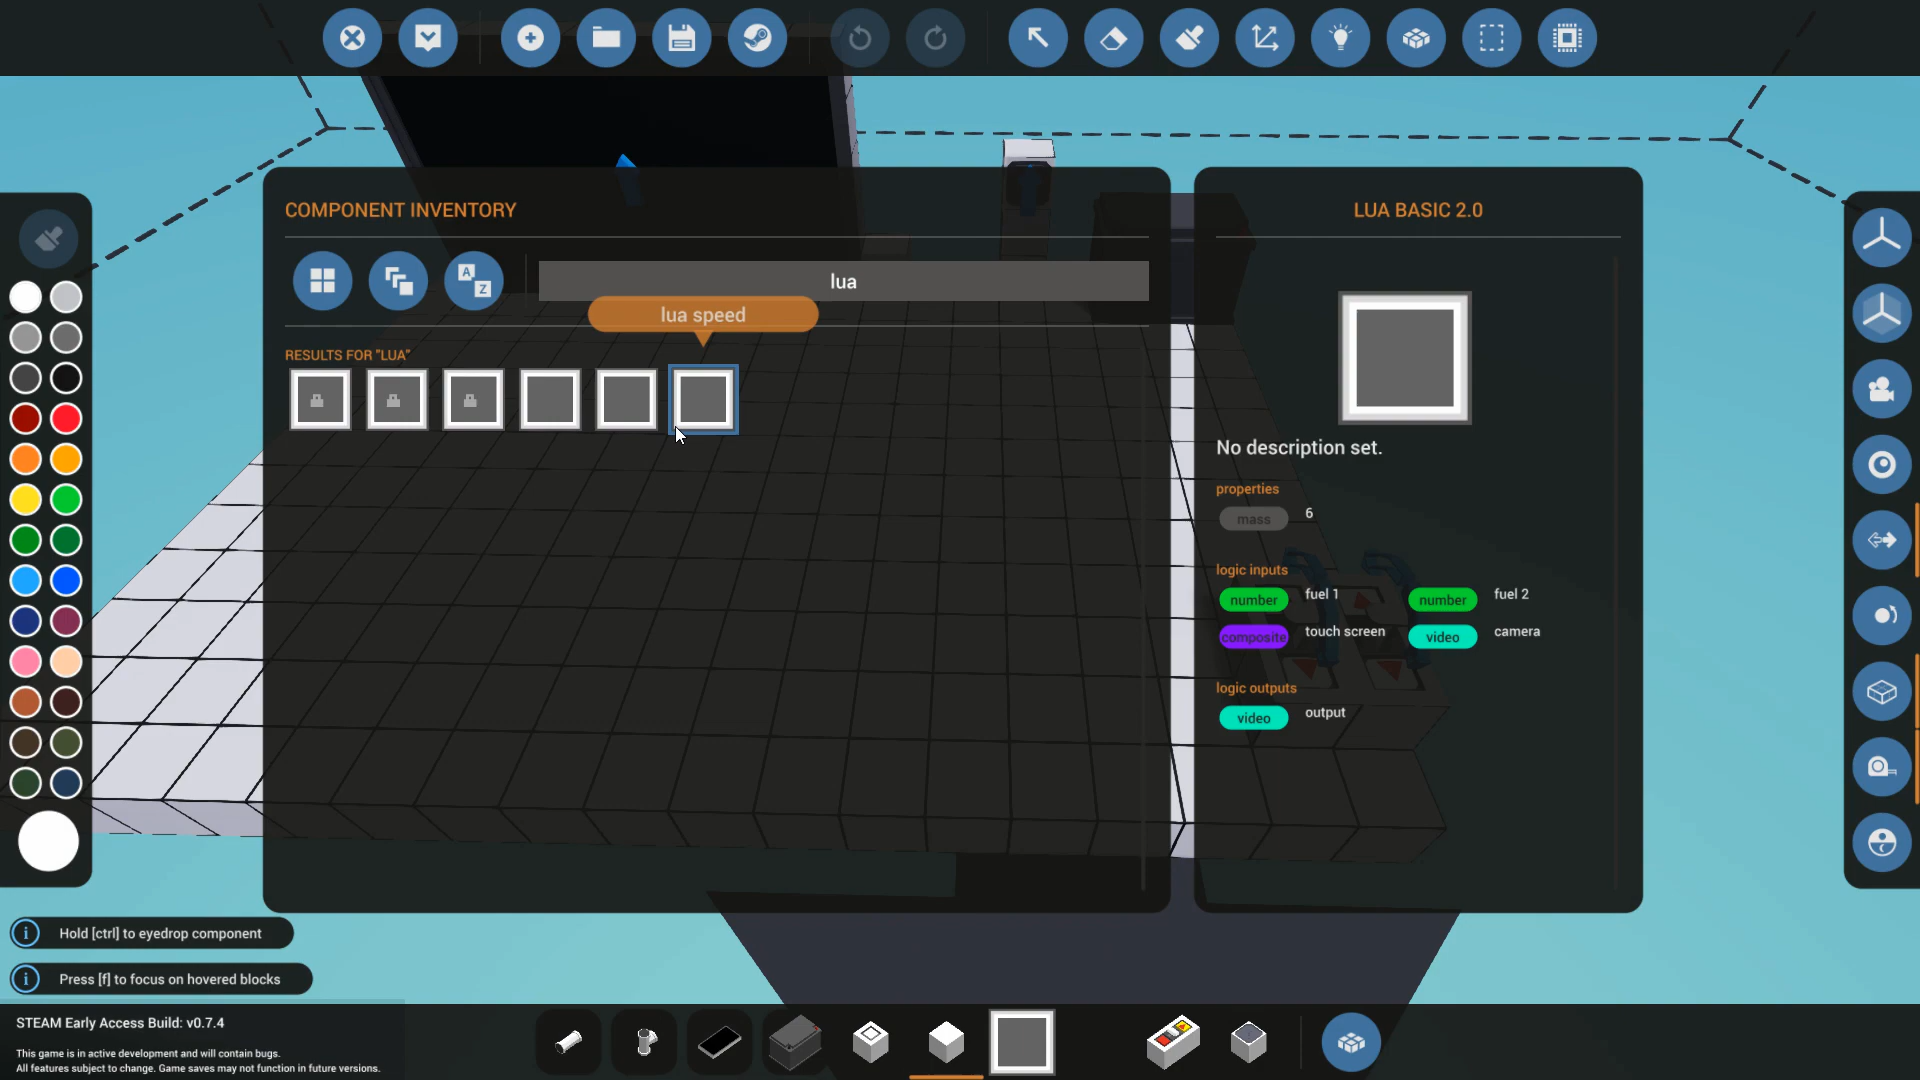 COMPONENT INVENTORY
A
Z
lua
lua speed
RESULTS FOR "LUA"
LUA BASIC 2.0
No description set.
properties
mass 6
logic inputs
number fuel 1 number fuel 2
composite touch screen video camera
logic outputs
video output
Hold [ctrl] to eyedrop component
Press [f] to focus on hovered blocks
STEAM Early Access Build: v0.7.4
This game is in active development and will contain bugs.
All features subject to change. Game saves may not function in future versions.